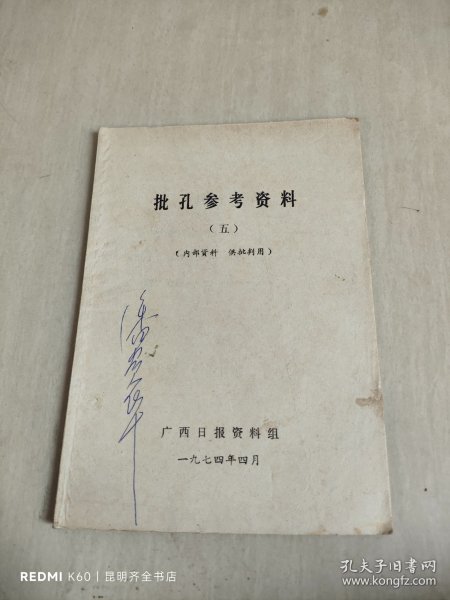 批孔参考资料
（五）
（内部资料 供批判用）
广西日报资料组
一九七四年四月
REDMI K60 | 昆明齐全书店
孔夫子旧书网
www.kongfz.com